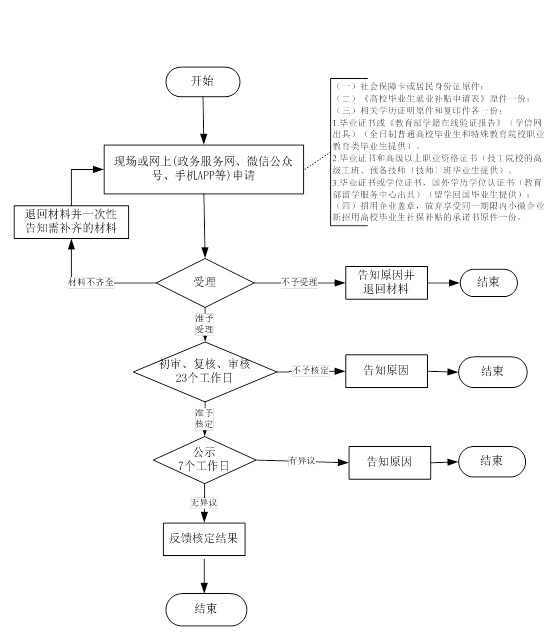 开始
（一）社会保障卡或居民身份证原件；
（二）《高校毕业生就业补贴申请表》原件一份；
（三）相关学历证明原件和复印件各一份：
1.毕业证书或《教育部学籍在线验证报告》（学信网
出具）（全日制普通高校毕业生和特殊教育院校职业
教育类毕业生提供）。
2.毕业证书和高级以上职业资格证书（技工院校的高
级工班、预备技师（技师）班毕业生提供）。
3.毕业证书或学位证书，国外学历学位认证书（教育
部留学服务中心出具）（留学回国毕业生提供）；
（四）招用企业盖章，放弃享受同一期限内小微企业
新招用高校毕业生社保补贴的承诺书原件一份。
现场或网上(政务服务网、微信公众
号、手机APP等)申请
退回材料并一次性
告知需补齐的材料
材料不齐全
受理
不予受理
告知原因并
退回材料
结束
准予
受理
初审、复核、审核
23个工作日
不予核定
告知原因
结束
准予
核定
公示
7个工作日
有异议
告知原因
结束
无异议
反馈核定结果
结束